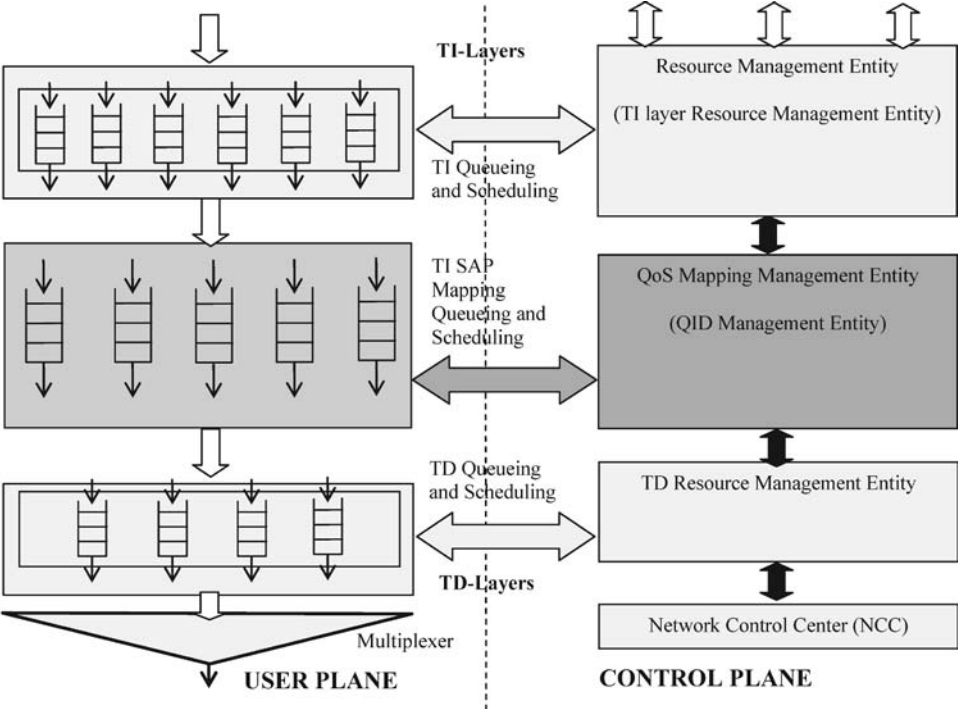 TI-Layers
Resource Management Entity
(TI layer Resource Management Entity)
TI Queueing
and Scheduling
TI SAP
Mapping
Queueing and
Scheduling
QoS Mapping Management Entity
(QID Management Entity)
TD Queueing
and Scheduling
TD Resource Management Entity
TD-Layers
Network Control Center (NCC)
Multiplexer
USER PLANE
CONTROL PLANE